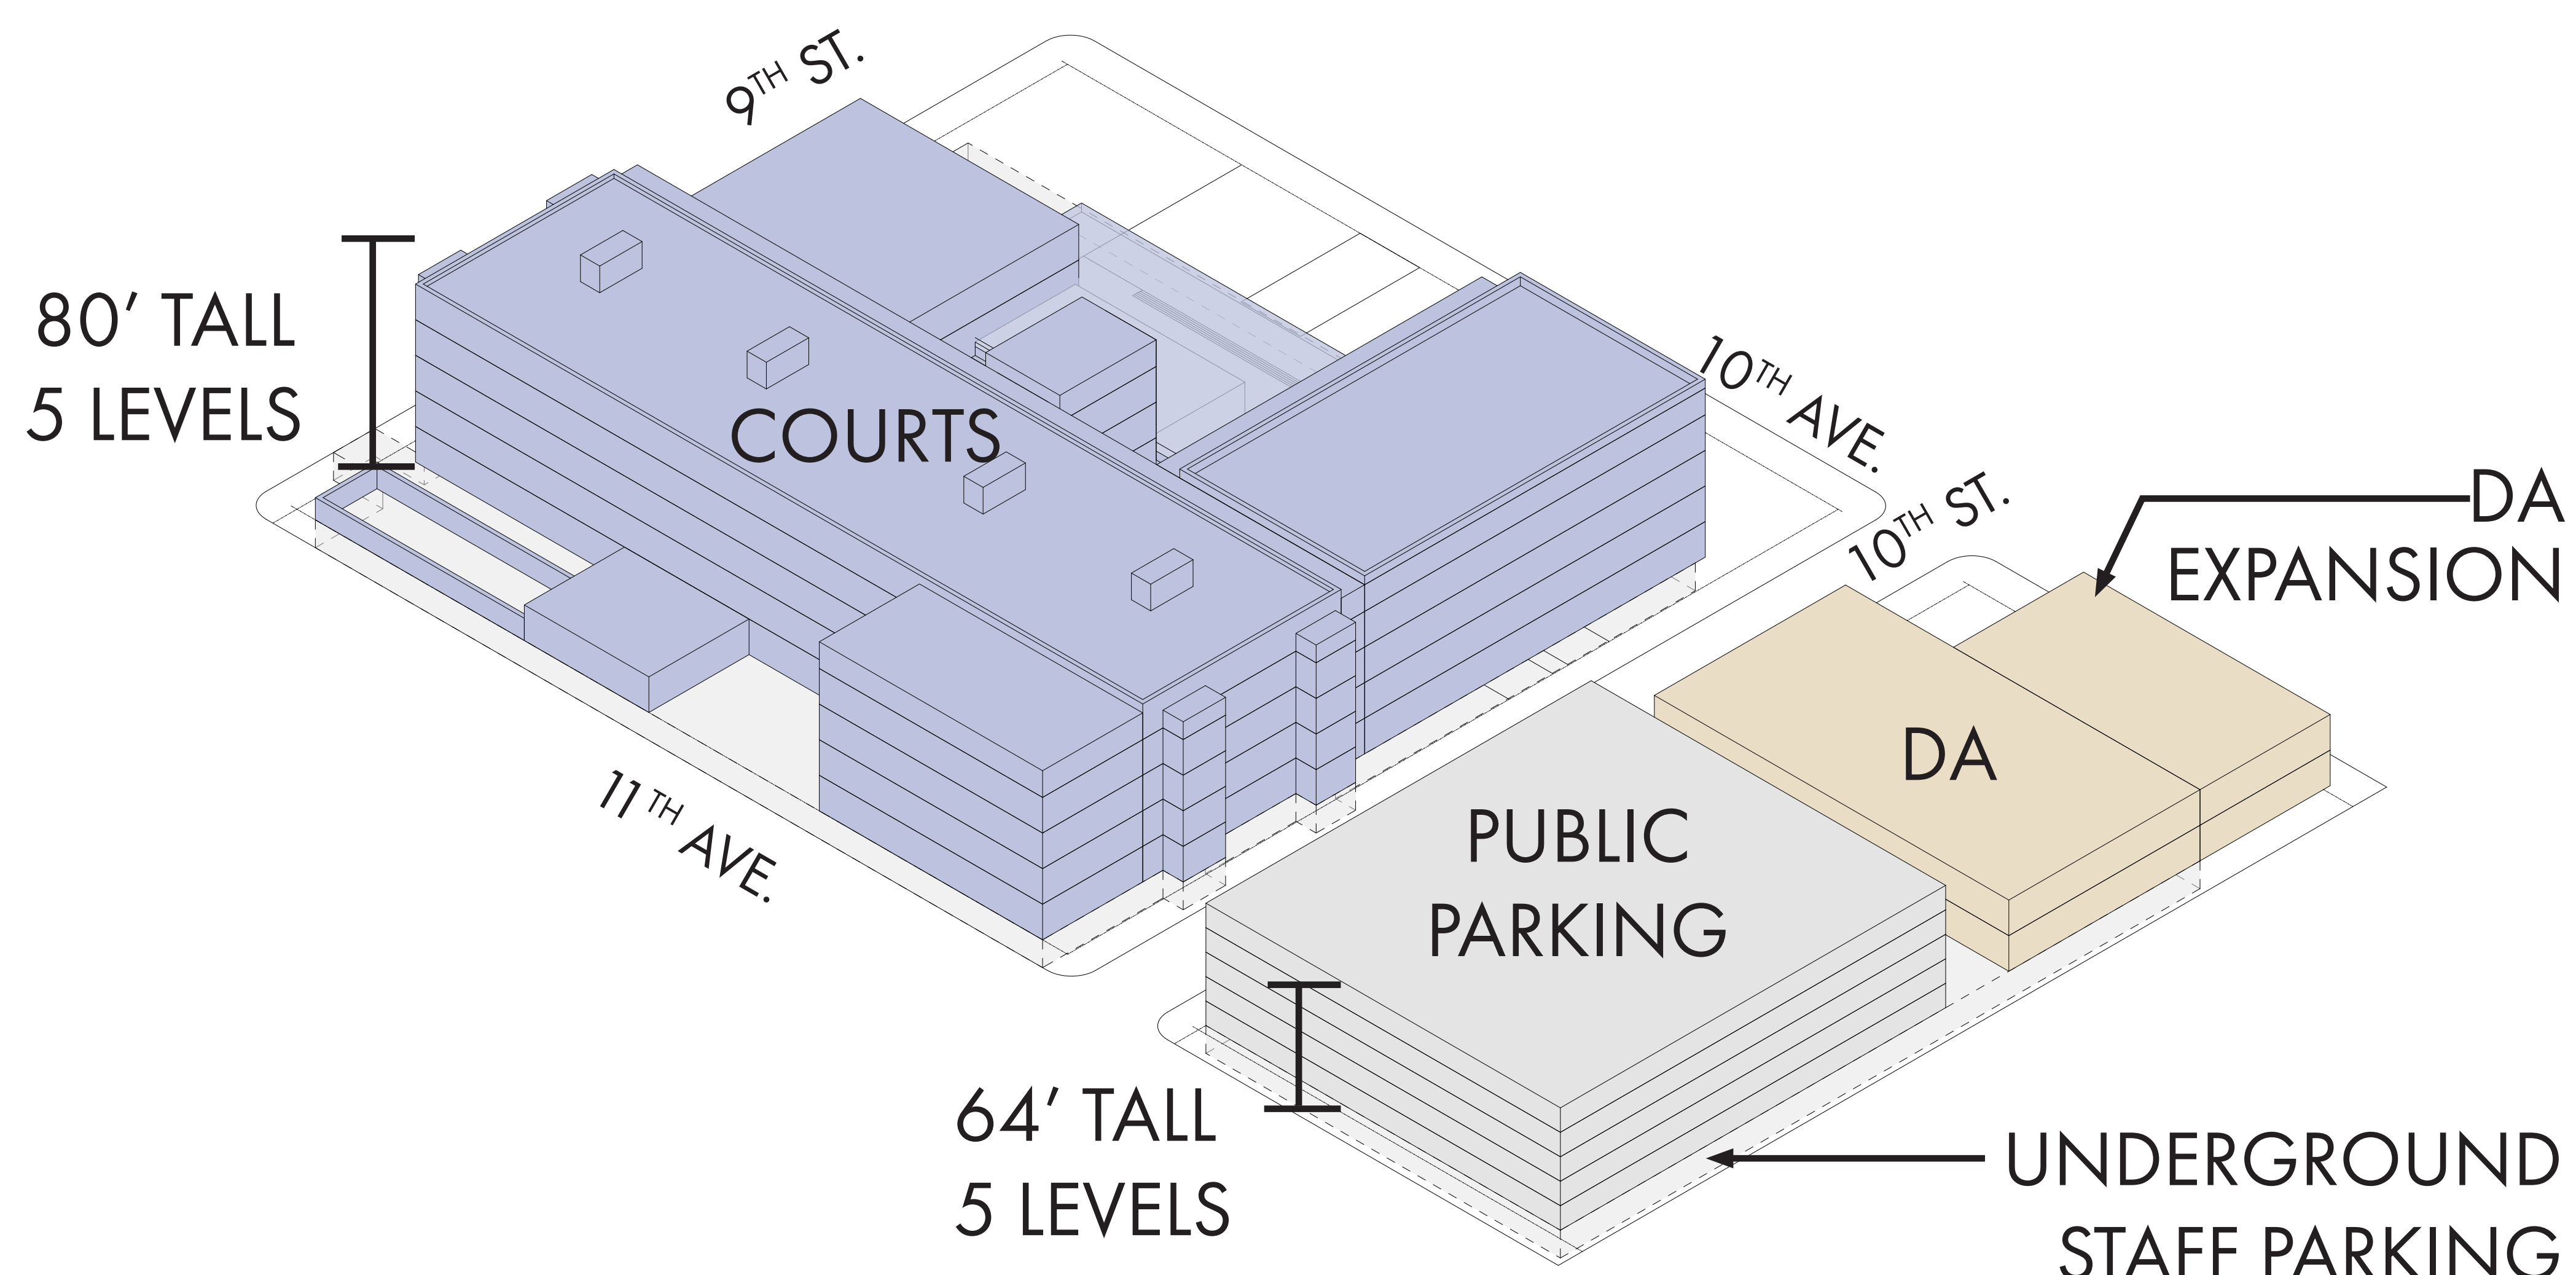 9TH ST.
80′ TALL
5 LEVELS
COURTS
10TH AVE.
10TH ST.
DA
EXPANSION
DA
11TH AVE.
PUBLIC
PARKING
64′ TALL
5 LEVELS
UNDERGROUND
STAFF PARKING